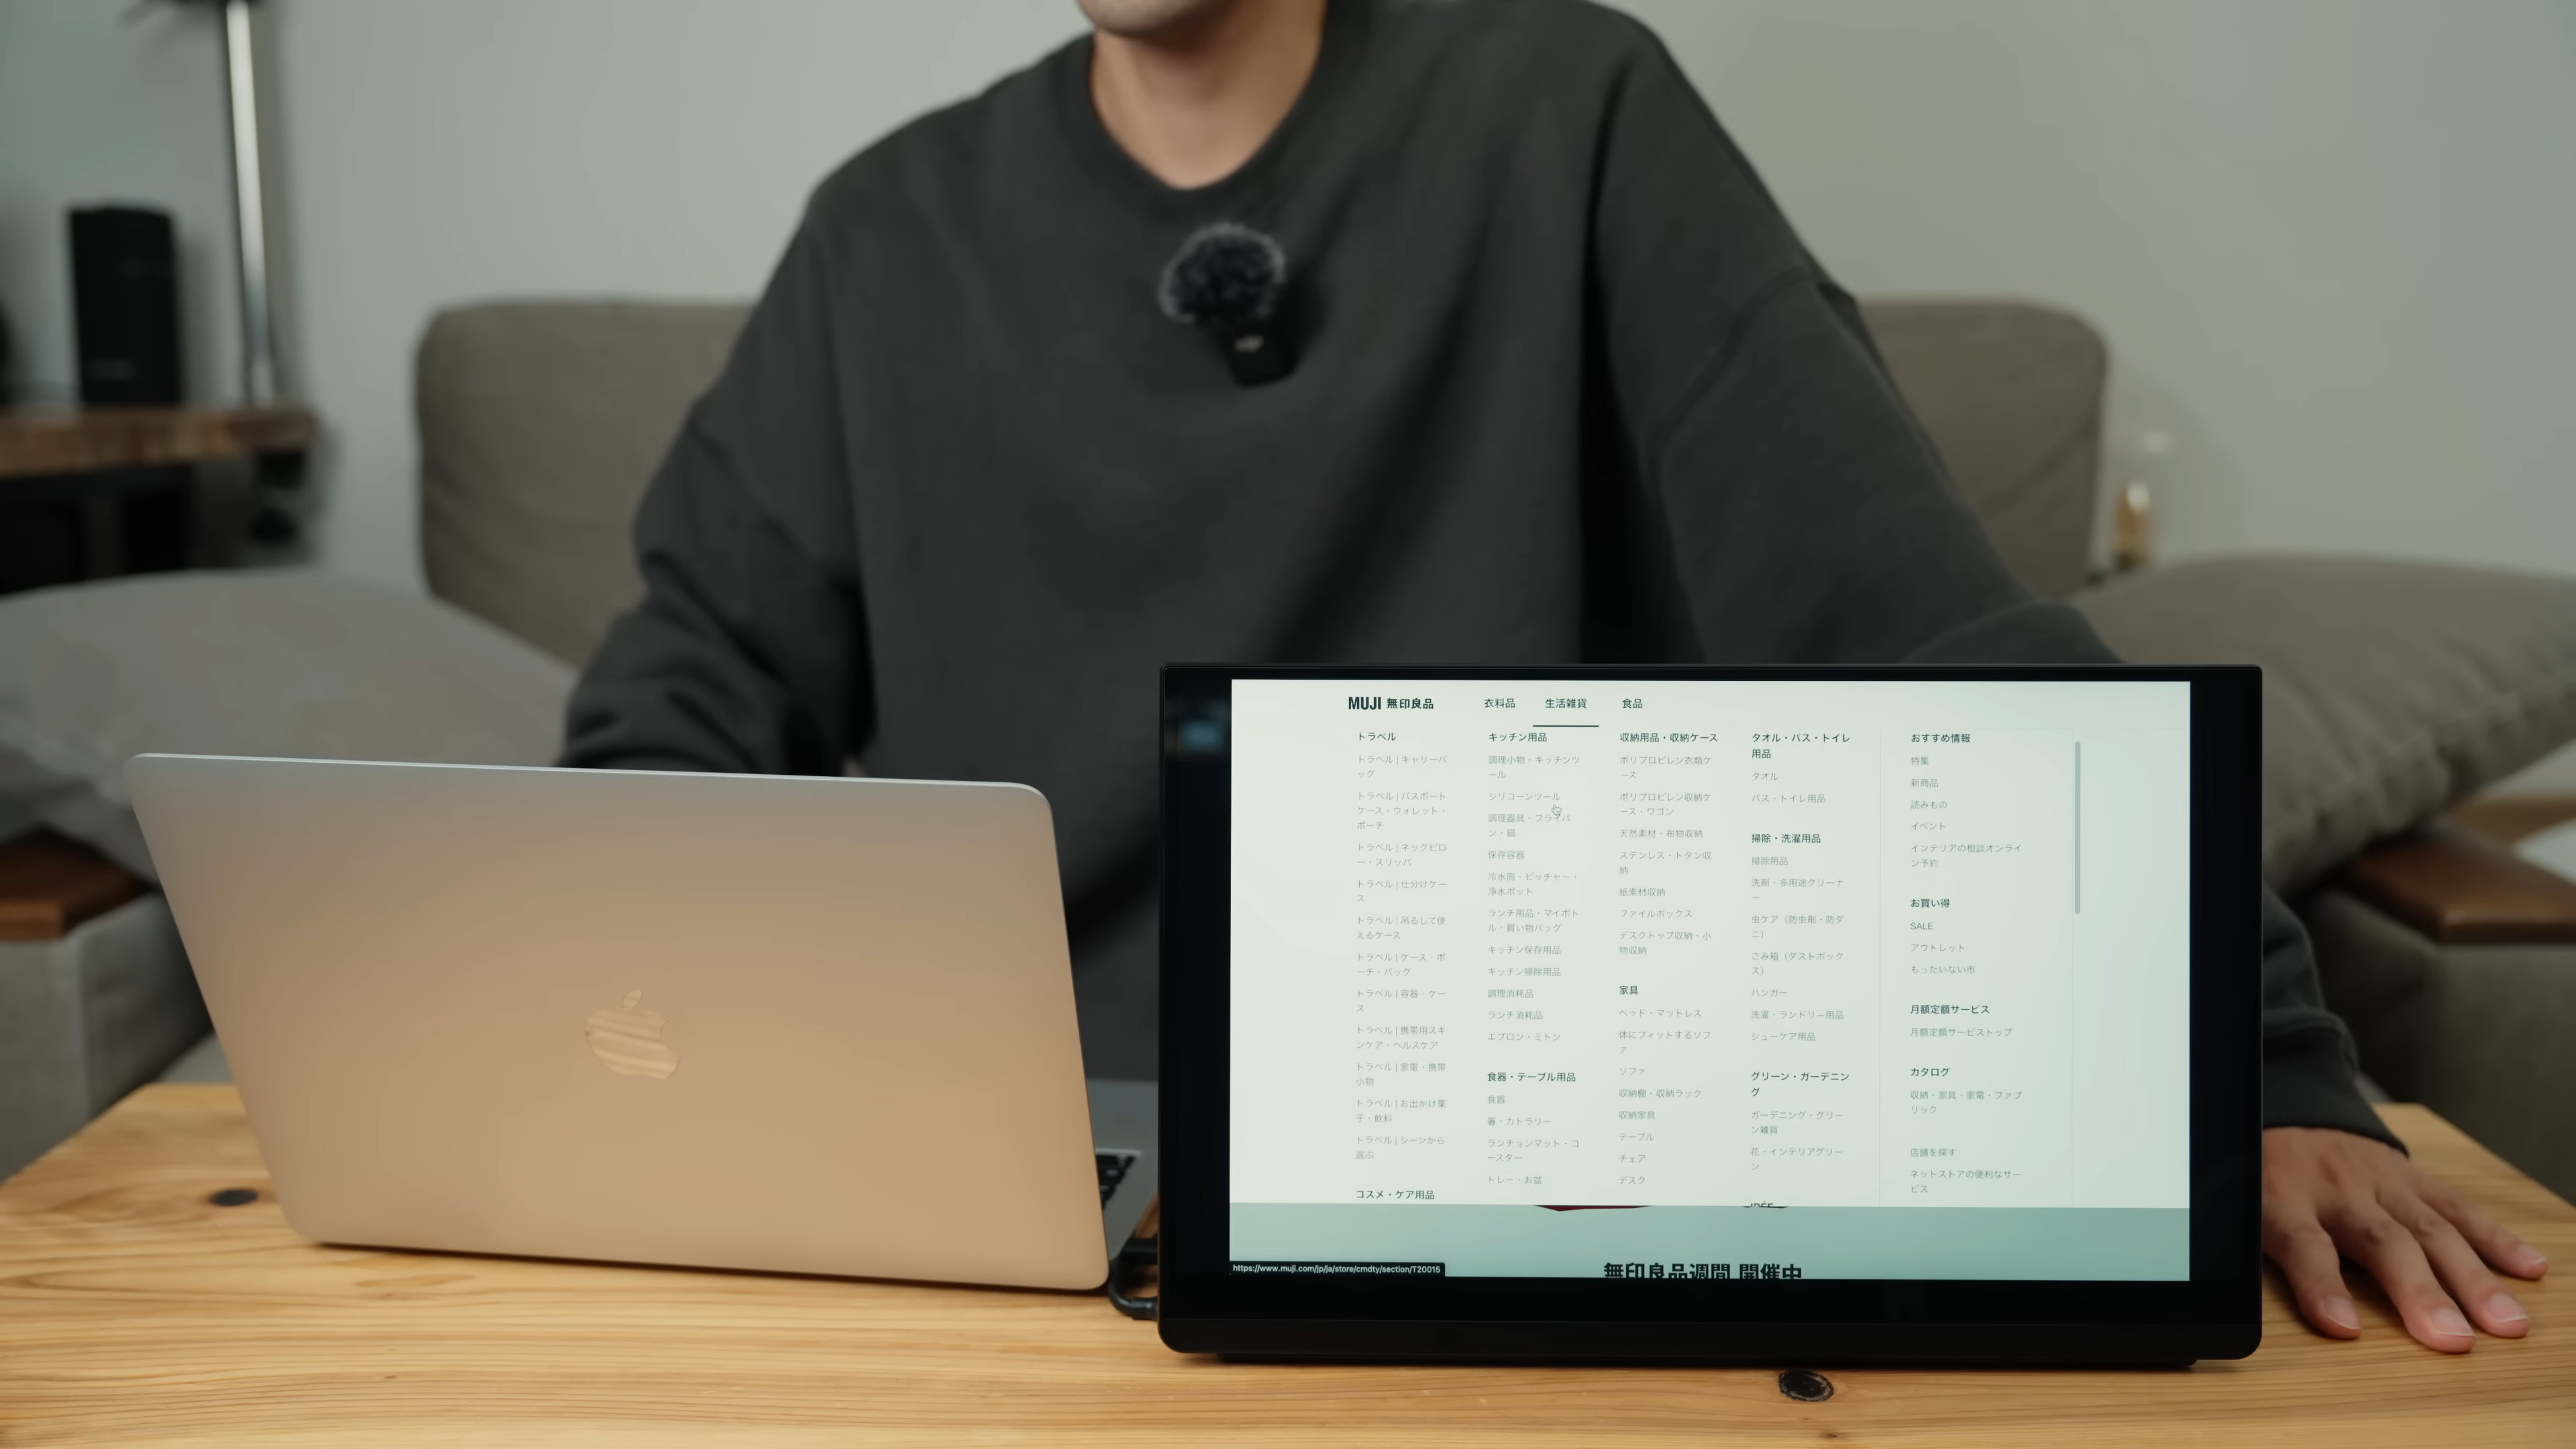 MUJI 無印良品
衣料品
生活雑貨
食品
トラベル
トラベル | キャリーバ
ッグ
トラベル | パスポート
ケース・ウォレット・
ポーチ
トラベル | ネックピロ
ー・スリッパ
トラベル | 仕分けケー
ス
トラベル | 吊るして使
えるケース
トラベル | ケース・ポ
ーチ・バッグ
トラベル | 容器・ケー
ス
トラベル | 携帯用スキ
ンケア・ヘルスケア
トラベル | 家電・携帯
小物
トラベル | お出かけ菓
子・飲料
トラベル | シーンから
選ぶ
コスメ・ケア用品
キッチン用品
調理小物・キッチンツ
ール
シリコーンツール
調理器具・フライパ
ン・鍋
保存容器
冷水筒・ピッチャー・
浄水ポット
ランチ用品・マイボト
ル・買い物バッグ
キッチン保存用品
キッチン掃除用品
調理消耗品
ランチ消耗品
エプロン・ミトン
食器・テーブル用品
食器
箸・カトラリー
ランチョンマット・コ
ースター
トレー・お盆
収納用品・収納ケース
ポリプロピレン衣類ケ
ース
ポリプロピレン収納ケ
ース・ワゴン
天然素材・布物収納
ステンレス・トタン収
納
紙素材収納
ファイルボックス
デスクトップ収納・小
物収納
家具
ベッド・マットレス
体にフィットするソフ
ァ
ソファ
収納棚・収納ラック
収納家具
テーブル
チェア
デスク
タオル・バス・トイレ
用品
タオル
バス・トイレ用品
掃除・洗濯用品
掃除用品
洗剤・多用途クリーナ
ー
虫ケア（防虫剤・防ダ
ニ）
ごみ箱（ダストボック
ス）
ハンガー
洗濯・ランドリー用品
シューケア用品
グリーン・ガーデニン
グ
ガーデニング・グリー
ン雑貨
花・インテリアグリー
ン
おすすめ情報
特集
新商品
読みもの
イベント
インテリアの相談オンライ
ン予約
お買い得
SALE
アウトレット
もったいない市
月額定額サービス
月額定額サービストップ
カタログ
収納・家具・家電・ファブ
リック
店舗を探す
ネットストアの便利なサー
ビス
IDÉE
無印良品週間 開催中
https://www.muji.com/jp/ja/store/cmdty/section/T20015